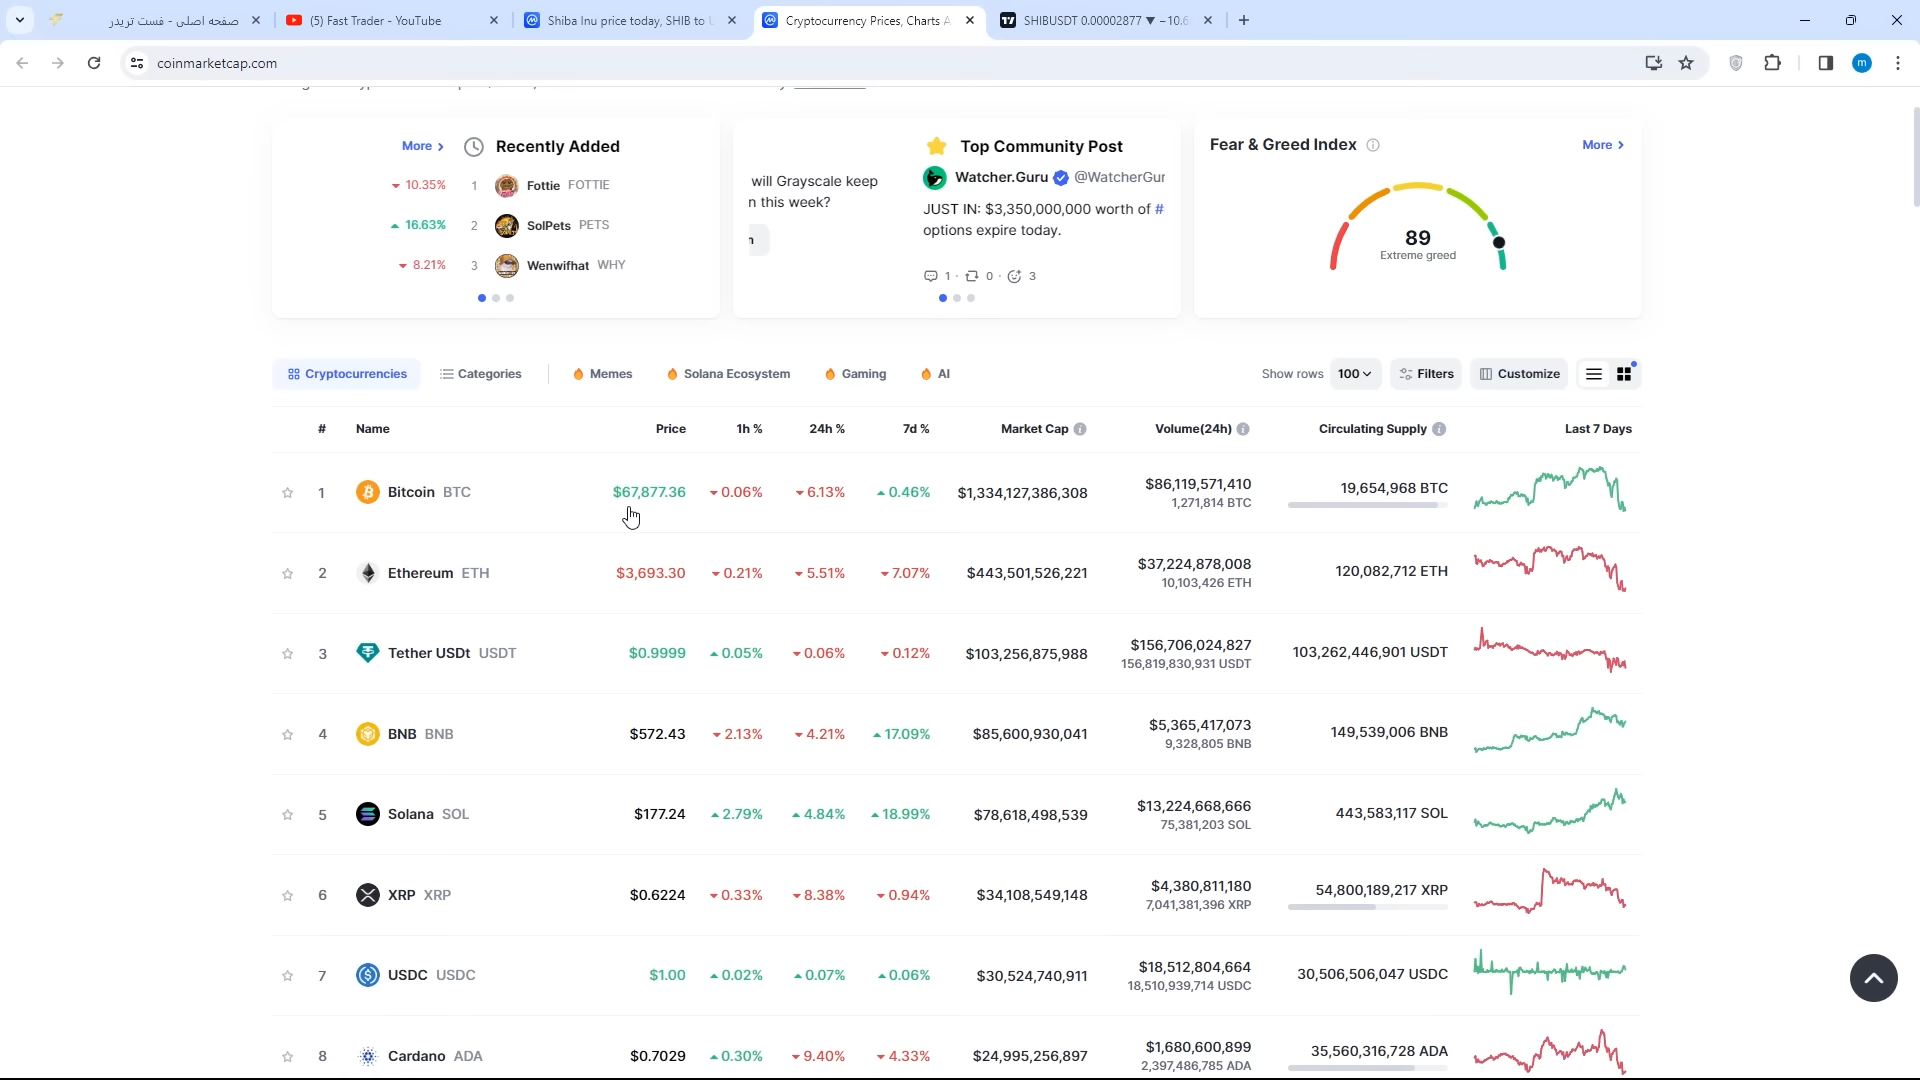 صفحه اصلی - فست تریدر
(5) Fast Trader - YouTube
Shiba Inu price today, SHIB to U
Cryptocurrency Prices, Charts A
SHIBUSDT 0.00002877 ▼ −10.6
coinmarketcap.com
m
More >
Recently Added
10.35% 1 Fottie FOTTIE
16.63% 2 SolPets PETS
8.21% 3 Wenwifhat WHY
will Grayscale keep
n this week?
Top Community Post
Watcher.Guru @WatcherGur
JUST IN: $3,350,000,000 worth of #
options expire today.
1 · 0 · 3
Fear & Greed Index
More >
89
Extreme greed
Cryptocurrencies Categories Memes Solana Ecosystem Gaming AI Show rows 100 Filters Customize
# Name Price 1h % 24h % 7d % Market Cap Volume(24h) Circulating Supply Last 7 Days
1 Bitcoin BTC $67,877.36 0.06% 6.13% 0.46% $1,334,127,386,308 $86,119,571,410 19,654,968 BTC
1,271,814 BTC
2 Ethereum ETH $3,693.30 0.21% 5.51% 7.07% $443,501,526,221 $37,224,878,008 120,082,712 ETH
10,103,426 ETH
3 Tether USDt USDT $0.9999 0.05% 0.06% 0.12% $103,256,875,988 $156,706,024,827 103,262,446,901 USDT
156,819,830,931 USDT
4 BNB BNB $572.43 2.13% 4.21% 17.09% $85,600,930,041 $5,365,417,073 149,539,006 BNB
9,328,805 BNB
5 Solana SOL $177.24 2.79% 4.84% 18.99% $78,618,498,539 $13,224,668,666 443,583,117 SOL
75,381,203 SOL
6 XRP XRP $0.6224 0.33% 8.38% 0.94% $34,108,549,148 $4,380,811,180 54,800,189,217 XRP
7,041,381,396 XRP
7 USDC USDC $1.00 0.02% 0.07% 0.06% $30,524,740,911 $18,512,804,664 30,506,506,047 USDC
18,510,939,714 USDC
8 Cardano ADA $0.7029 0.30% 9.40% 4.33% $24,995,256,897 $1,680,600,899 35,560,316,728 ADA
2,397,486,785 ADA